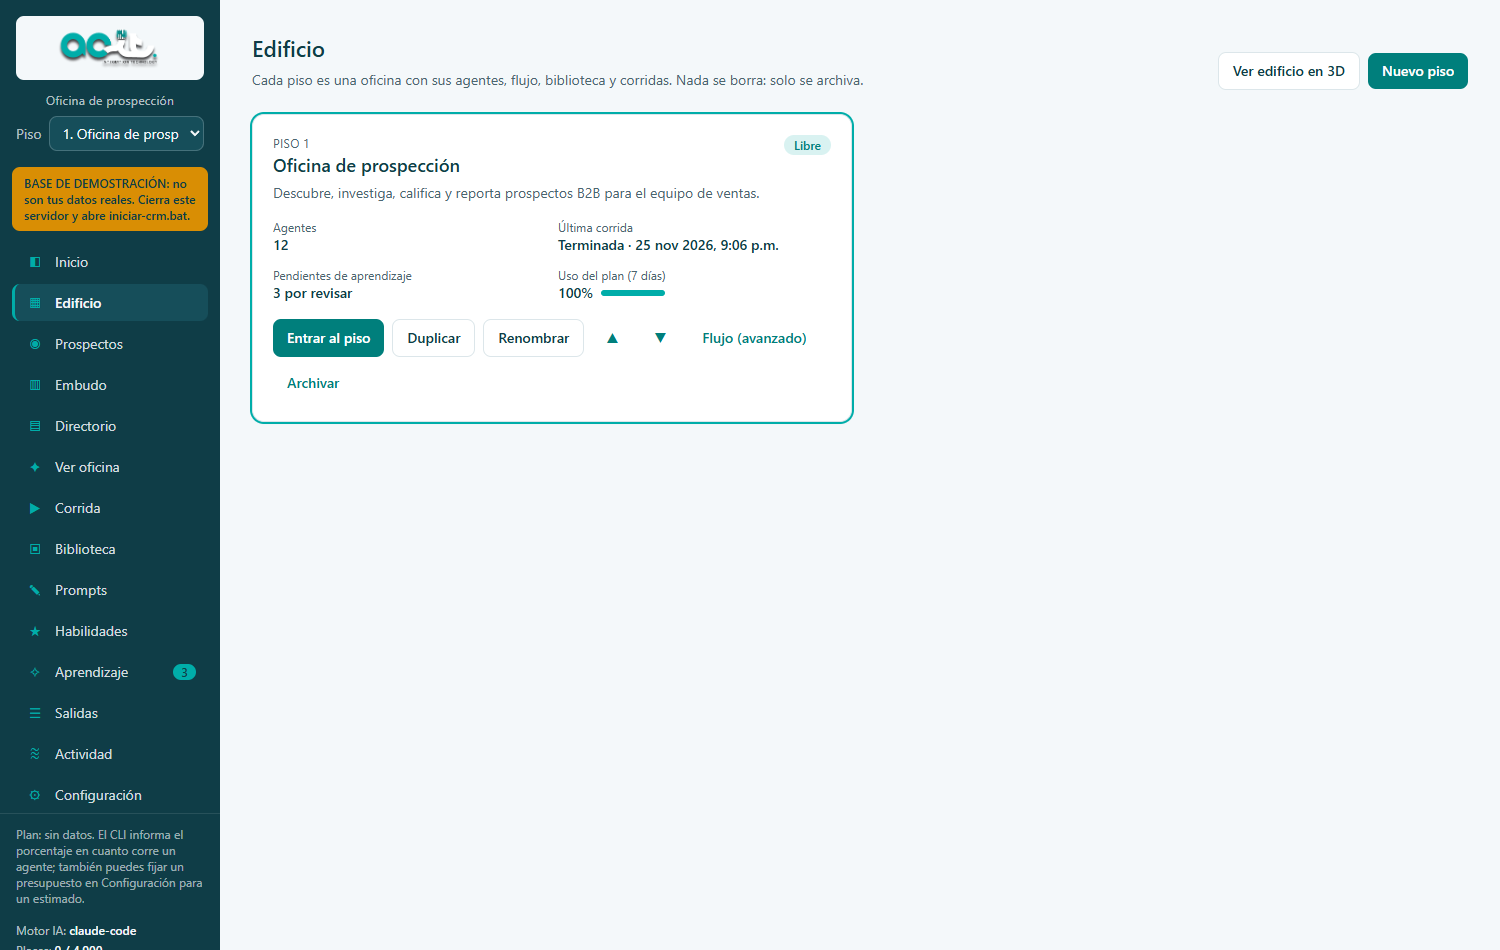 acit
Oficina de prospección
Piso
1. Oficina de prosp
BASE DE DEMOSTRACIÓN: no
son tus datos reales. Cierra este
servidor y abre iniciar-crm.bat.
Inicio
Edificio
Prospectos
Embudo
Directorio
Ver oficina
Corrida
Biblioteca
Prompts
Habilidades
Aprendizaje 3
Salidas
Actividad
Configuración
Plan: sin datos. El CLI informa el
porcentaje en cuanto corre un
agente; también puedes fijar un
presupuesto en Configuración para
un estimado.
Motor IA: claude-code
Edificio
Cada piso es una oficina con sus agentes, flujo, biblioteca y corridas. Nada se borra: solo se archiva.
Ver edificio en 3D
Nuevo piso
PISO 1
Libre
Oficina de prospección
Descubre, investiga, califica y reporta prospectos B2B para el equipo de ventas.
Agentes
12
Última corrida
Terminada · 25 nov 2026, 9:06 p.m.
Pendientes de aprendizaje
3 por revisar
Uso del plan (7 días)
100%
Entrar al piso
Duplicar
Renombrar
▲
▼
Flujo (avanzado)
Archivar